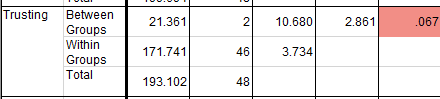 Trusting Between Groups 21.361 2 10.680 2.861 .067
Within Groups 171.741 46 3.734
Total 193.102 48